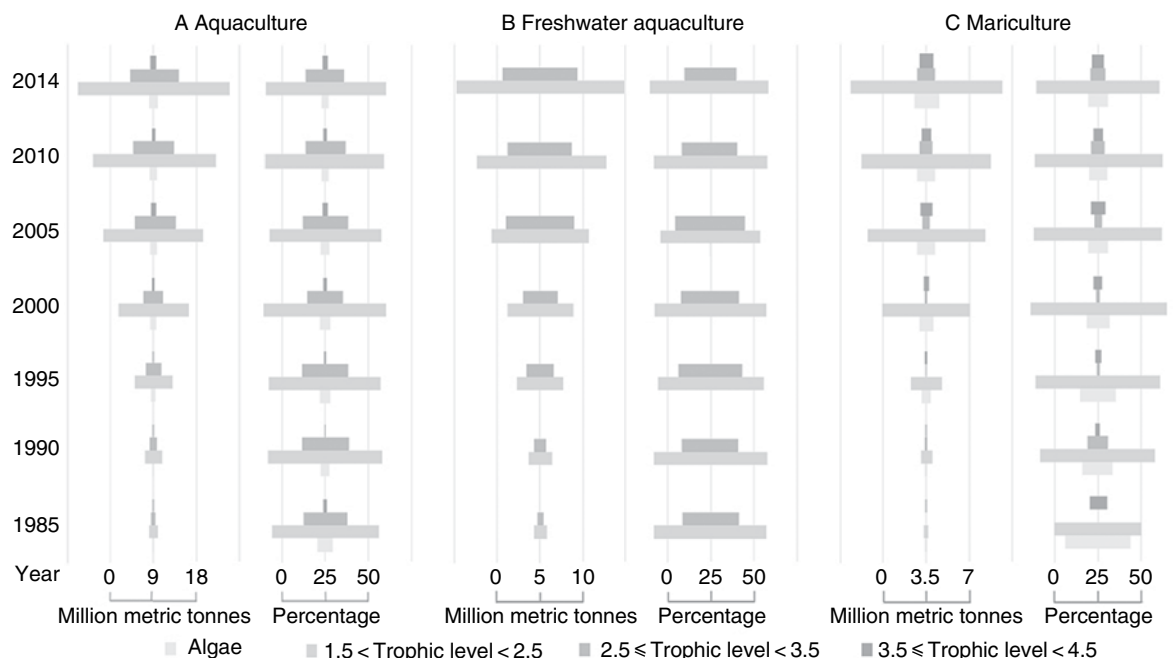 A Aquaculture B Freshwater aquaculture C Mariculture
2014
2010
2005
2000
1995
1990
1985
Year 0 9 18 0 25 50 0 5 10 0 25 50 0 3.5 7 0 25 50
Million metric tonnes Percentage Million metric tonnes Percentage Million metric tonnes Percentage
Algae 1.5 < Trophic level < 2.5 2.5 ⩽ Trophic level < 3.5 3.5 ⩽ Trophic level < 4.5